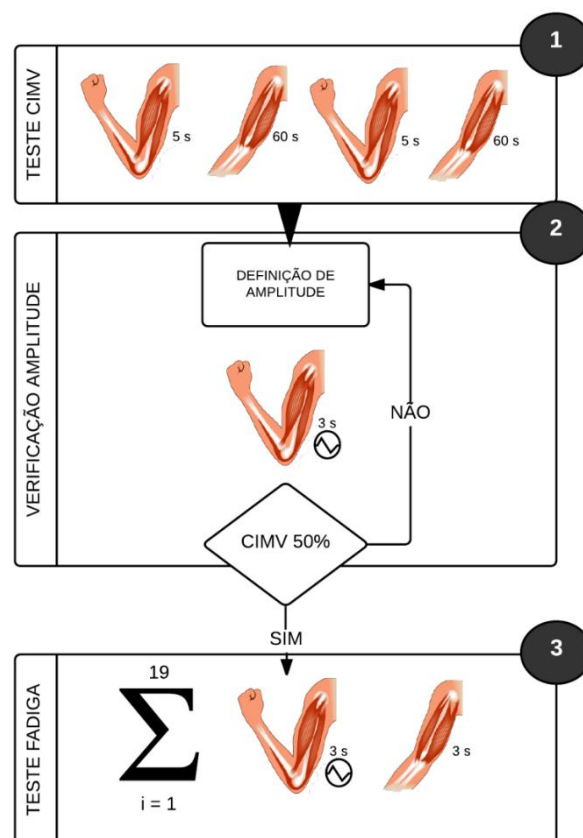 1
TESTE CIMV
5 s
60 s
5 s
60 s
2
VERIFICAÇÃO AMPLITUDE
DEFINIÇÃO DE
AMPLITUDE
3 s
NÃO
CIMV 50%
SIM
3
TESTE FADIGA
19
Σ
i = 1
3 s
3 s